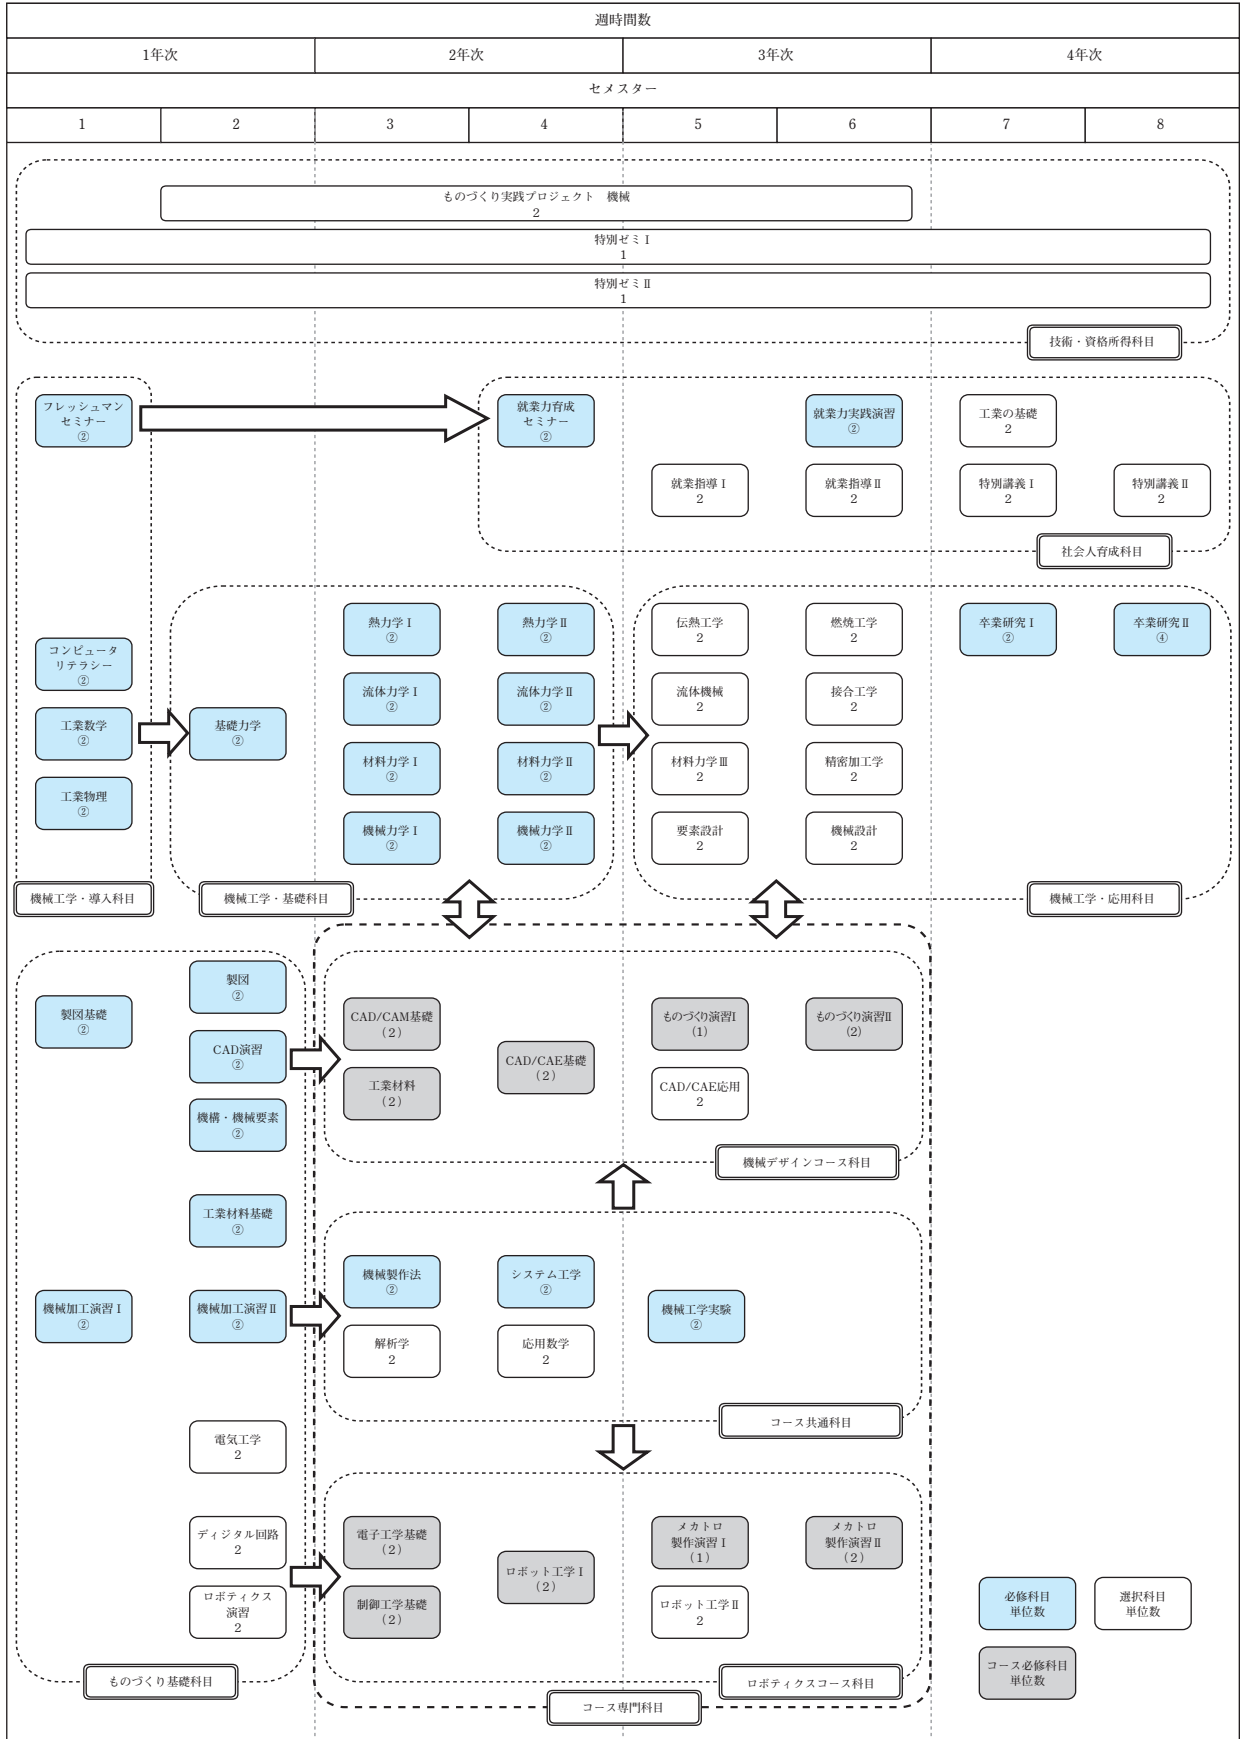 週時間数
1年次
2年次
3年次
4年次
セメスター
1
2
3
4
5
6
7
8
ものづくり実践プロジェクト　機械
2
特別ゼミⅠ
1
特別ゼミⅡ
1
技術・資格所得科目
フレッシュマン
セミナー
②
就業力育成
セミナー
②
就業力実践演習
②
工業の基礎
2
就業指導Ⅰ
2
就業指導Ⅱ
2
特別講義Ⅰ
2
特別講義Ⅱ
2
社会人育成科目
コンピュータ
リテラシー
②
工業数学
②
工業物理
②
機械工学・導入科目
基礎力学
②
熱力学Ⅰ
②
熱力学Ⅱ
②
流体力学Ⅰ
②
流体力学Ⅱ
②
材料力学Ⅰ
②
材料力学Ⅱ
②
機械力学Ⅰ
②
機械力学Ⅱ
②
機械工学・基礎科目
伝熱工学
2
燃焼工学
2
卒業研究Ⅰ
②
卒業研究Ⅱ
④
流体機械
2
接合工学
2
材料力学Ⅲ
2
精密加工学
2
要素設計
2
機械設計
2
機械工学・応用科目
製図基礎
②
製図
②
CAD演習
②
機構・機械要素
②
工業材料基礎
②
機械加工演習Ⅰ
②
機械加工演習Ⅱ
②
電気工学
2
ディジタル回路
2
ロボティクス
演習
2
ものづくり基礎科目
CAD/CAM基礎
(2)
工業材料
(2)
CAD/CAE基礎
(2)
ものづくり演習Ⅰ
(1)
ものづくり演習Ⅱ
(2)
CAD/CAE応用
2
機械デザインコース科目
機械製作法
②
システム工学
②
機械工学実験
②
解析学
2
応用数学
2
コース共通科目
電子工学基礎
(2)
制御工学基礎
(2)
ロボット工学Ⅰ
(2)
メカトロ
製作演習Ⅰ
(1)
メカトロ
製作演習Ⅱ
(2)
ロボット工学Ⅱ
2
ロボティクスコース科目
コース専門科目
必修科目
単位数
選択科目
単位数
コース必修科目
単位数